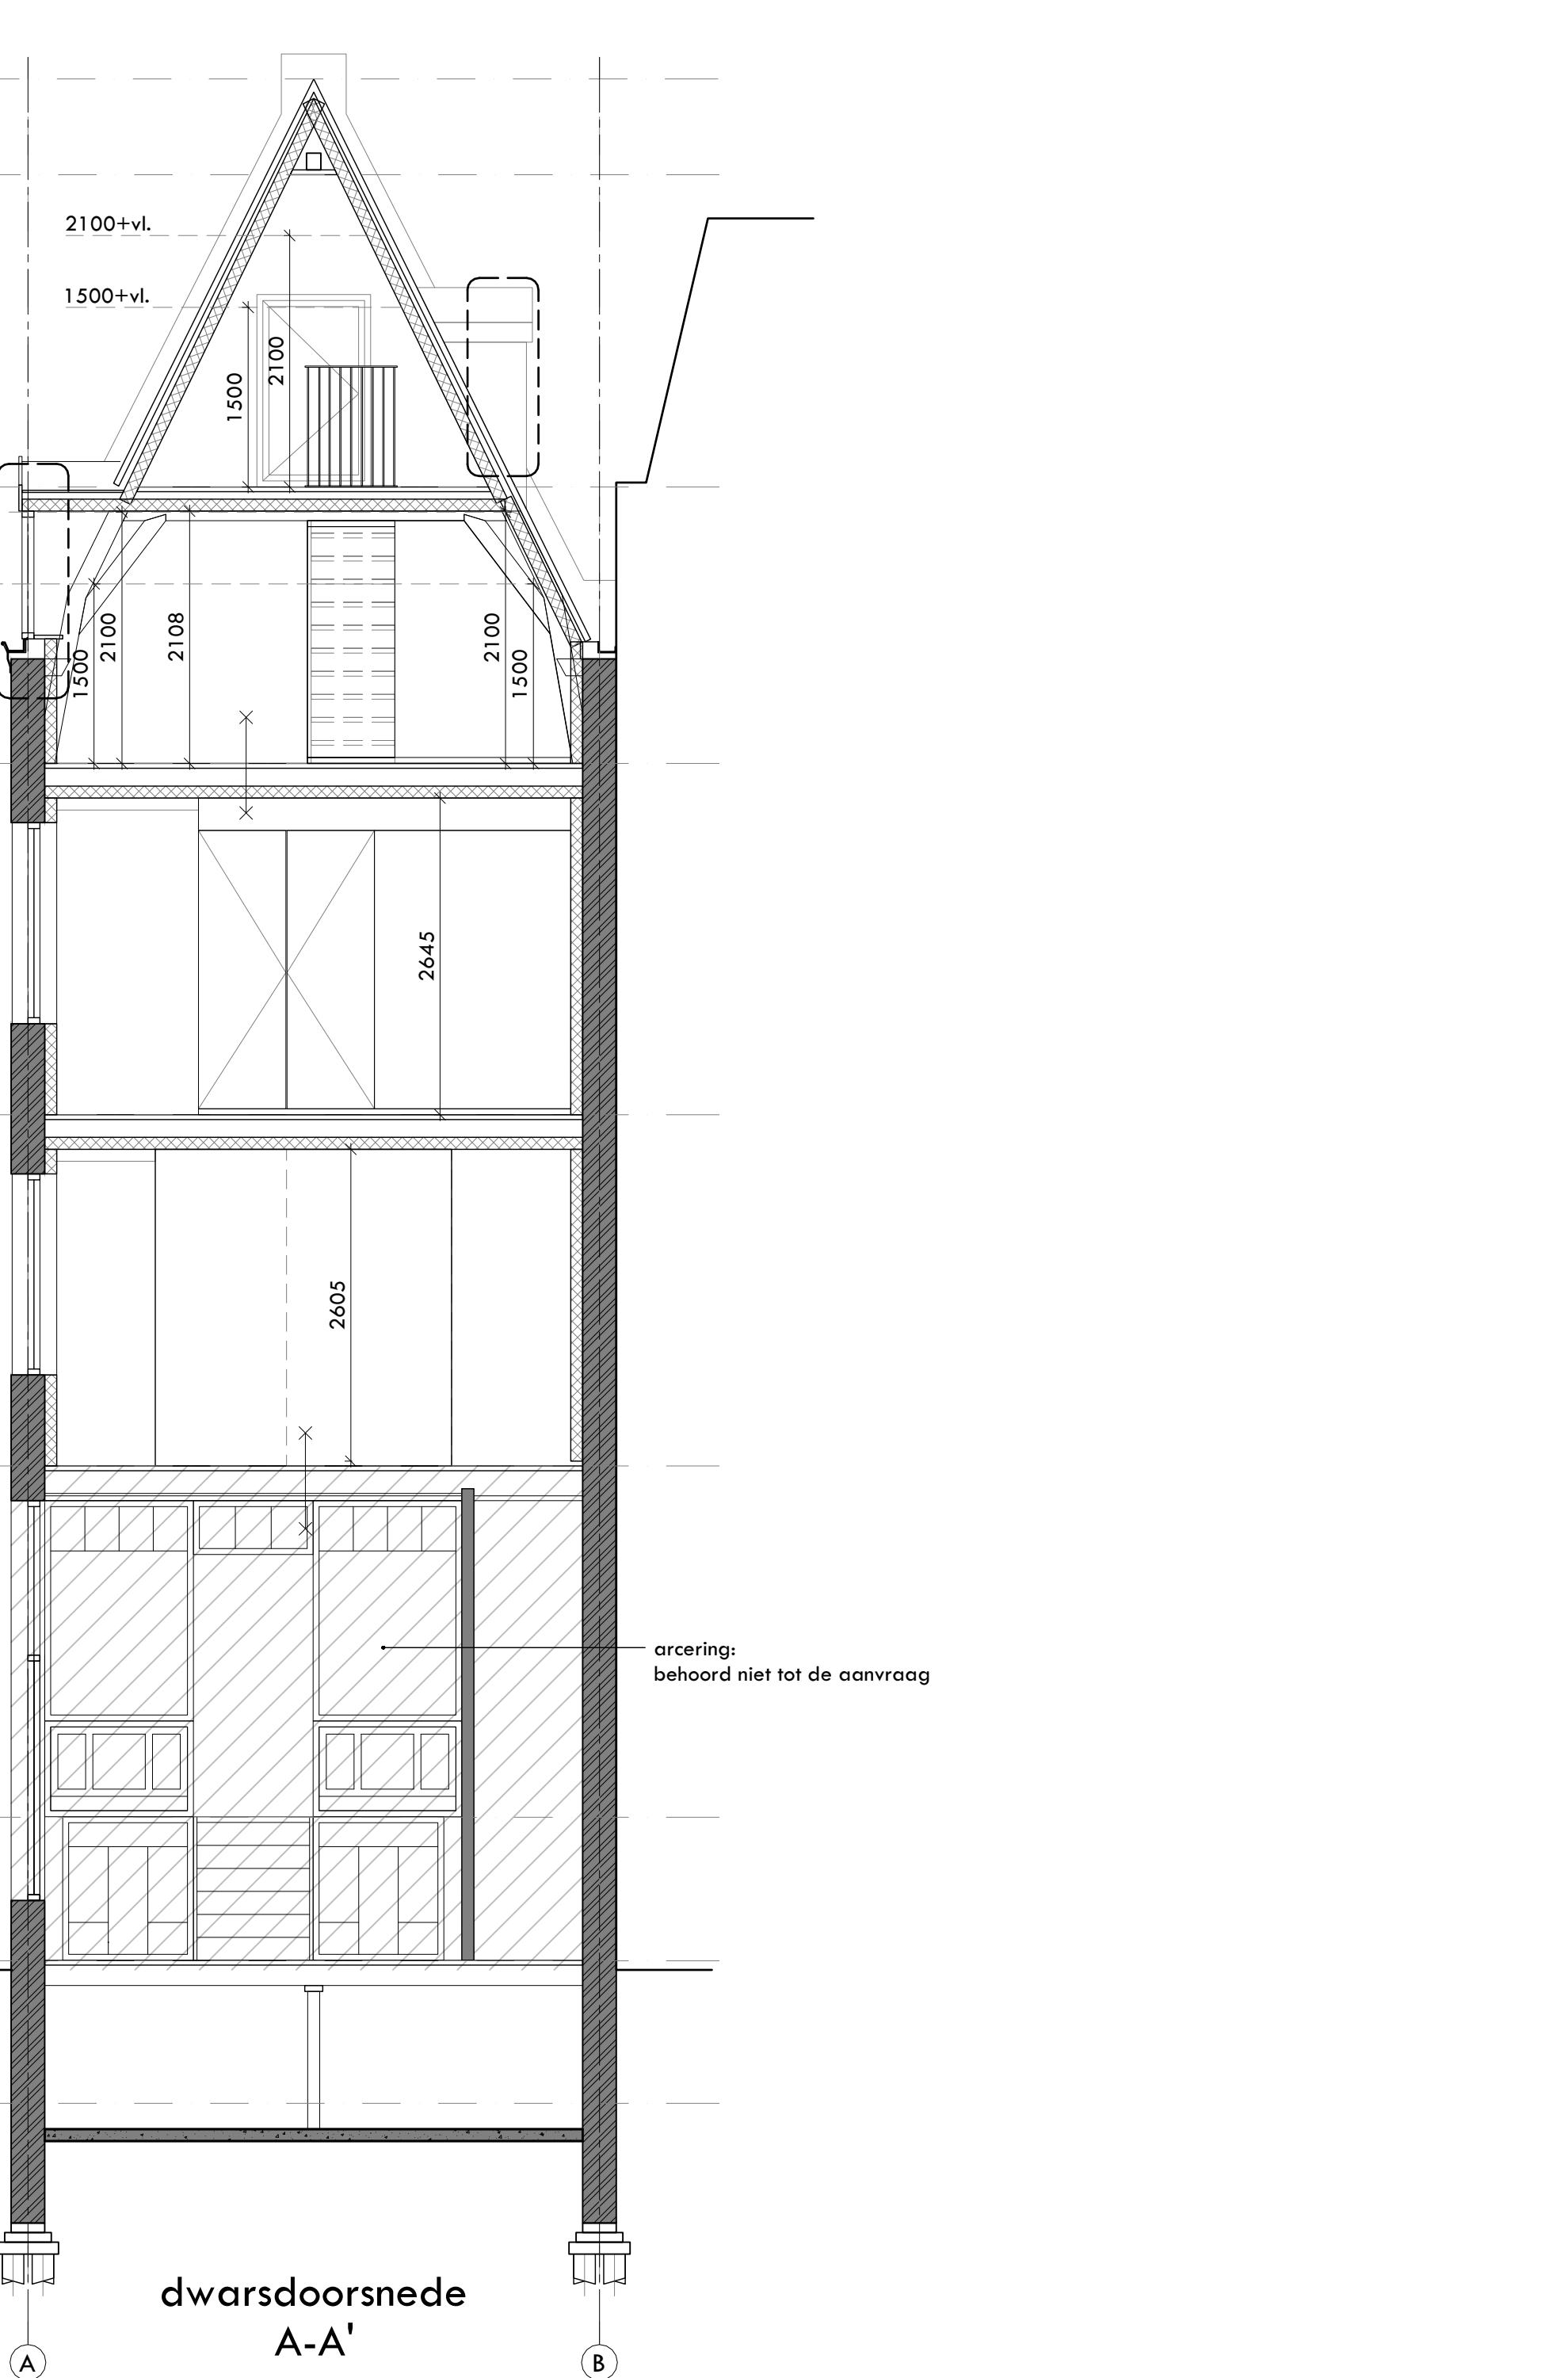 2100+vl.
1500+vl.
2100
1500
2100
2108
2100
1500
1500
2645
2605
arcering:
behoord niet tot de aanvraag
dwarsdoorsnede
A-A'
A
B